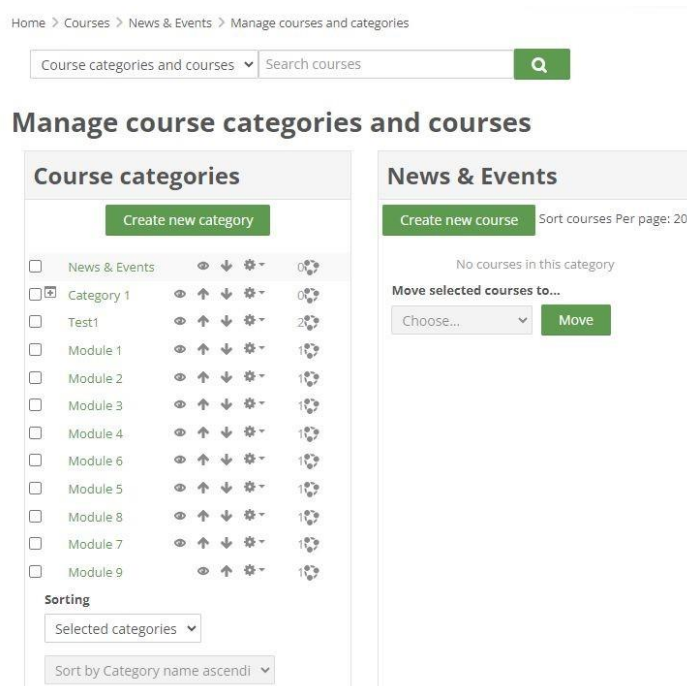 Home > Courses > News & Events > Manage courses and categories
Course categories and courses Search courses
Manage course categories and courses
Course categories
Create new category
News & Events 0
Category 1 0
Test1 2
Module 1 1
Module 2 1
Module 3 1
Module 4 1
Module 6 1
Module 5 1
Module 8 1
Module 7 1
Module 9 1
Sorting
Selected categories
Sort by Category name ascendi
News & Events
Create new course Sort courses Per page: 20
No courses in this category
Move selected courses to...
Choose... Move